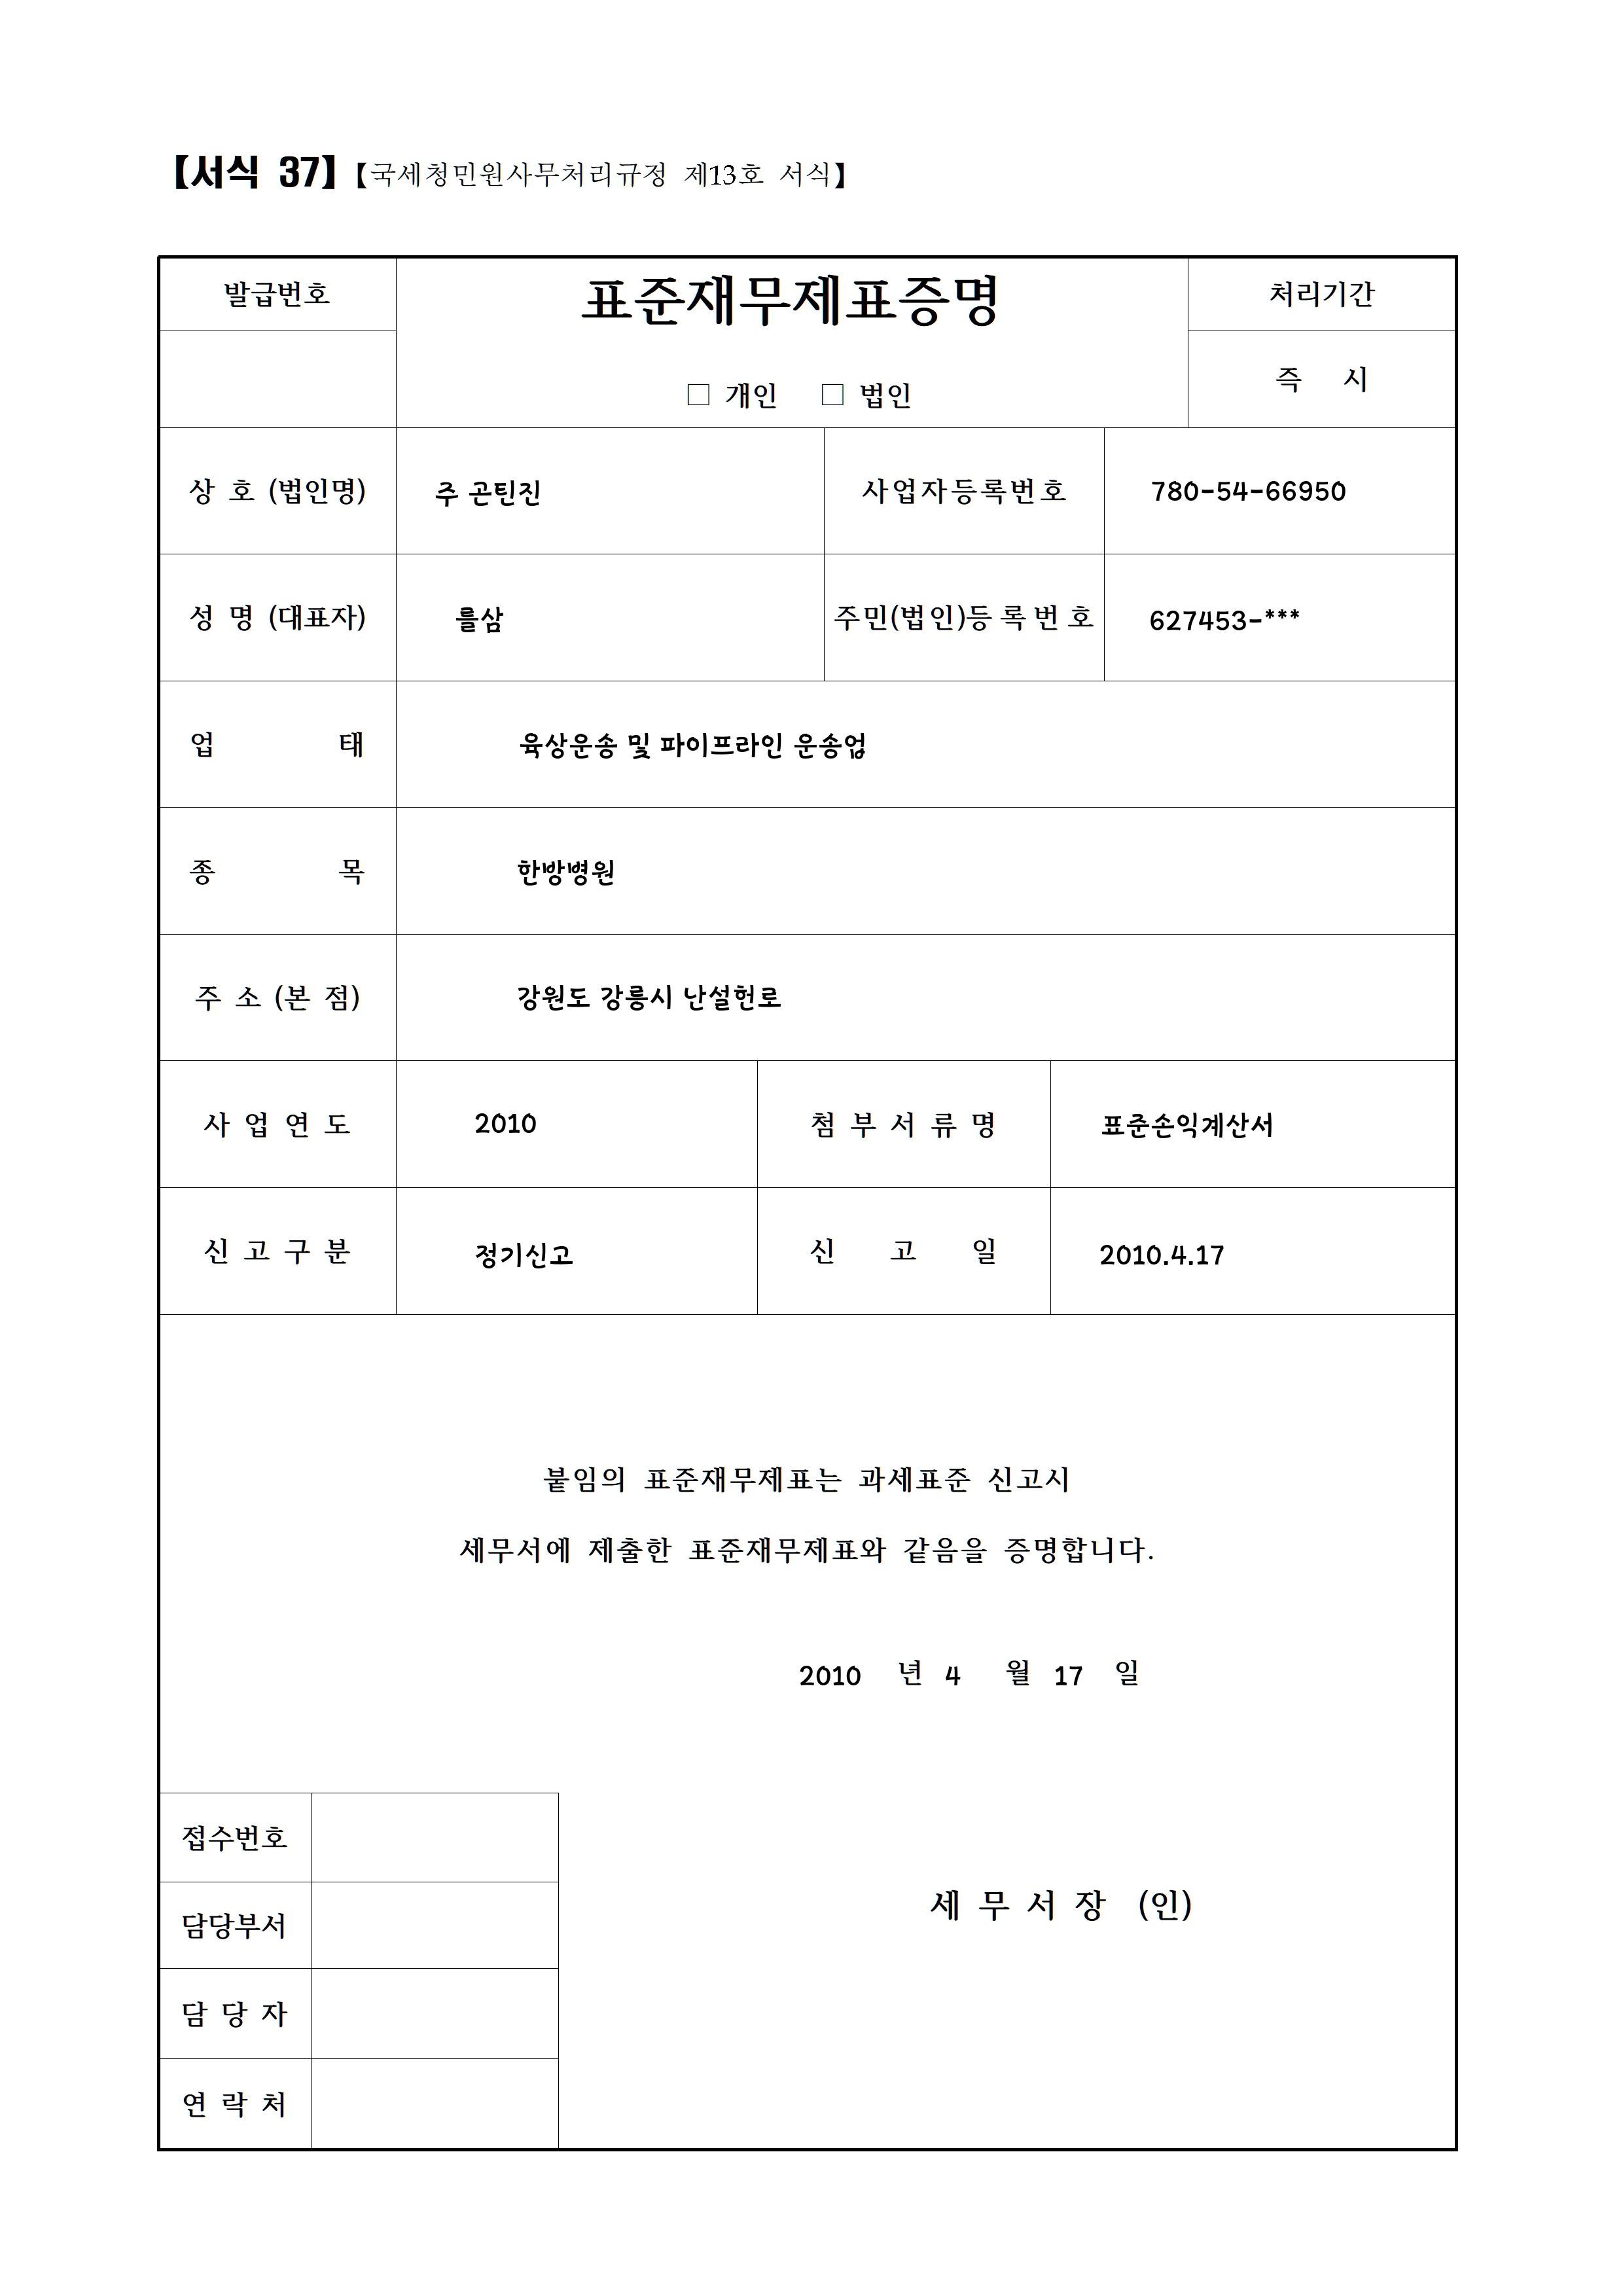 【서식 37】【국세청민원사무처리규정 제13호 서식】
발급번호
표준재무제표증명
처리기간
□ 개인 □ 법인
즉 시
상 호 (법인명) 주 곤틴진 사업자등록번호 780-54-66950
성 명 (대표자) 를삼 주민(법인)등록번호 627453-***
업 태 육상운송 및 파이프라인 운송업
종 목 한방병원
주 소 (본 점) 강원도 강릉시 난설헌로
사 업 연 도 2010 첨 부 서 류 명 표준손익계산서
신 고 구 분 정기신고 신 고 일 2010.4.17
붙임의 표준재무제표는 과세표준 신고시
세무서에 제출한 표준재무제표와 같음을 증명합니다.
2010 년 4 월 17 일
접수번호
담당부서
세 무 서 장 (인)
담 당 자
연 락 처